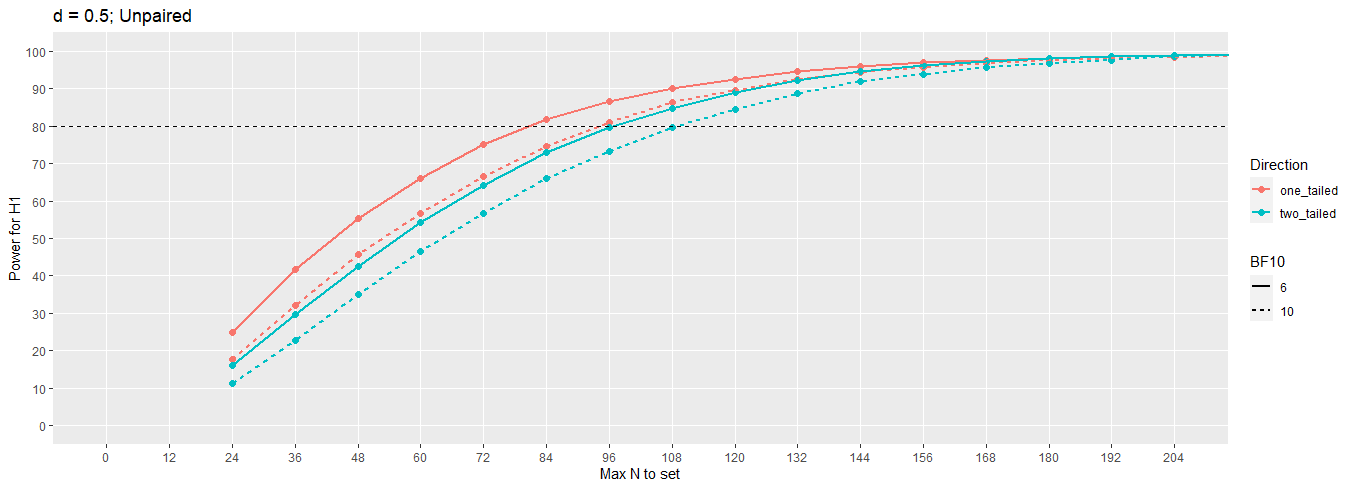 d = 0.5; Unpaired
Power for H1
100
90
80
70
60
50
40
30
20
10
0
0 12 24 36 48 60 72 84 96 108 120 132 144 156 168 180 192 204
Max N to set
Direction
one_tailed
two_tailed
BF10
6
10